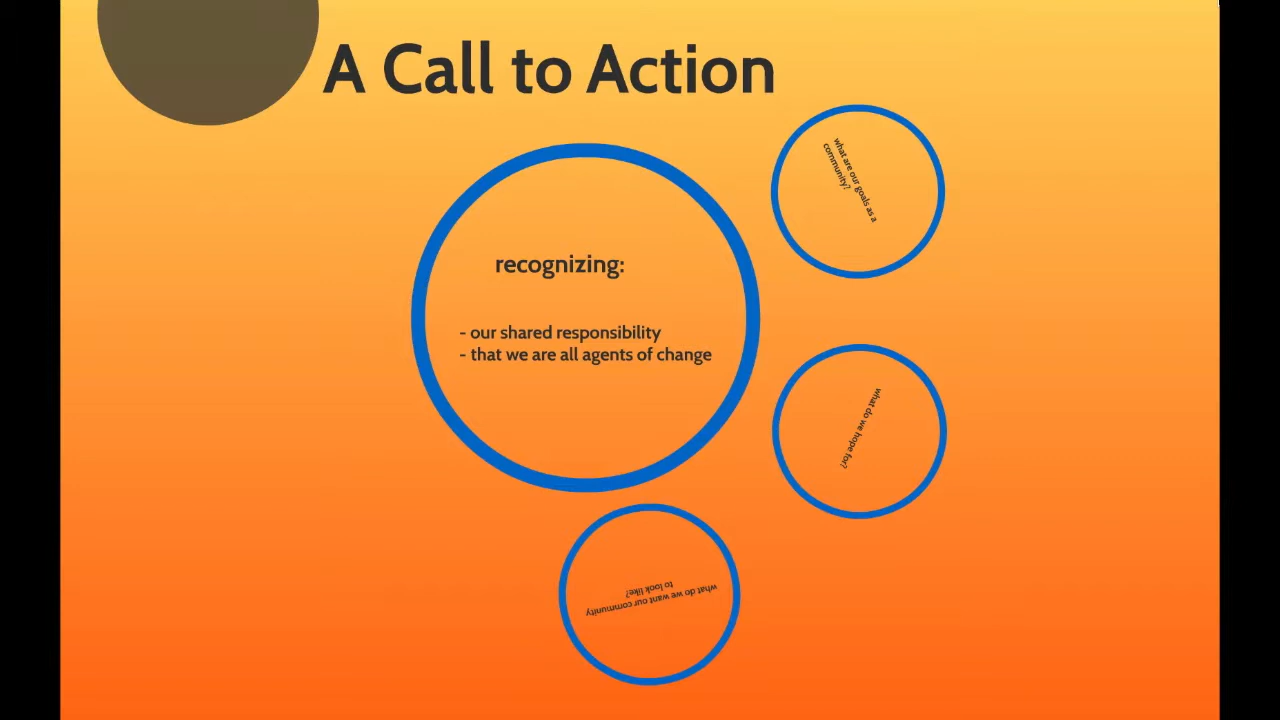 A Call to Action
recognizing:
- our shared responsibility
- that we are all agents of change
what are our goals as a
community?
what do we hope for?
what do we want our community
to look like?